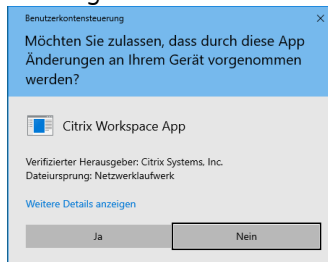 Benutzerkontensteuerung
Möchten Sie zulassen, dass durch diese App
Änderungen an Ihrem Gerät vorgenommen
werden?
Citrix Workspace App
Verifizierter Herausgeber: Citrix Systems, Inc.
Dateiursprung: Netzwerklaufwerk
Weitere Details anzeigen
Ja
Nein